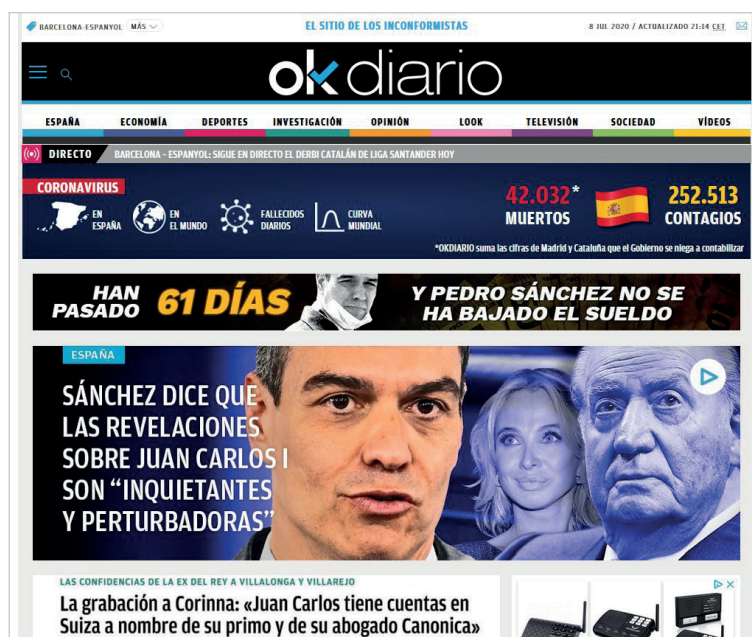 BARCELONA-ESPANYOL MÁS
EL SITIO DE LOS INCONFORMISTAS
8 JUL 2020 / ACTUALIZADO 21:14 CET
okdiario
ESPAÑA ECONOMÍA DEPORTES INVESTIGACIÓN OPINIÓN LOOK TELEVISIÓN SOCIEDAD VÍDEOS
DIRECTO BARCELONA - ESPANYOL: SIGUE EN DIRECTO EL DERBI CATALÁN DE LIGA SANTANDER HOY
CORONAVIRUS
EN
ESPAÑA
EN
EL MUNDO
FALLECIDOS
DIARIOS
CURVA
MUNDIAL
42.032*
MUERTOS
252.513
CONTAGIOS
*OKDIARIO suma las cifras de Madrid y Cataluña que el Gobierno se niega a contabilizar
HAN
PASADO
61 DÍAS
Y PEDRO SÁNCHEZ NO SE
HA BAJADO EL SUELDO
ESPAÑA
SÁNCHEZ DICE QUE
LAS REVELACIONES
SOBRE JUAN CARLOS I
SON “INQUIETANTES
Y PERTURBADORAS”
LAS CONFIDENCIAS DE LA EX DEL REY A VILLALONGA Y VILLAREJO
La grabación a Corinna: «Juan Carlos tiene cuentas en
Suiza a nombre de su primo y de su abogado Canonica»